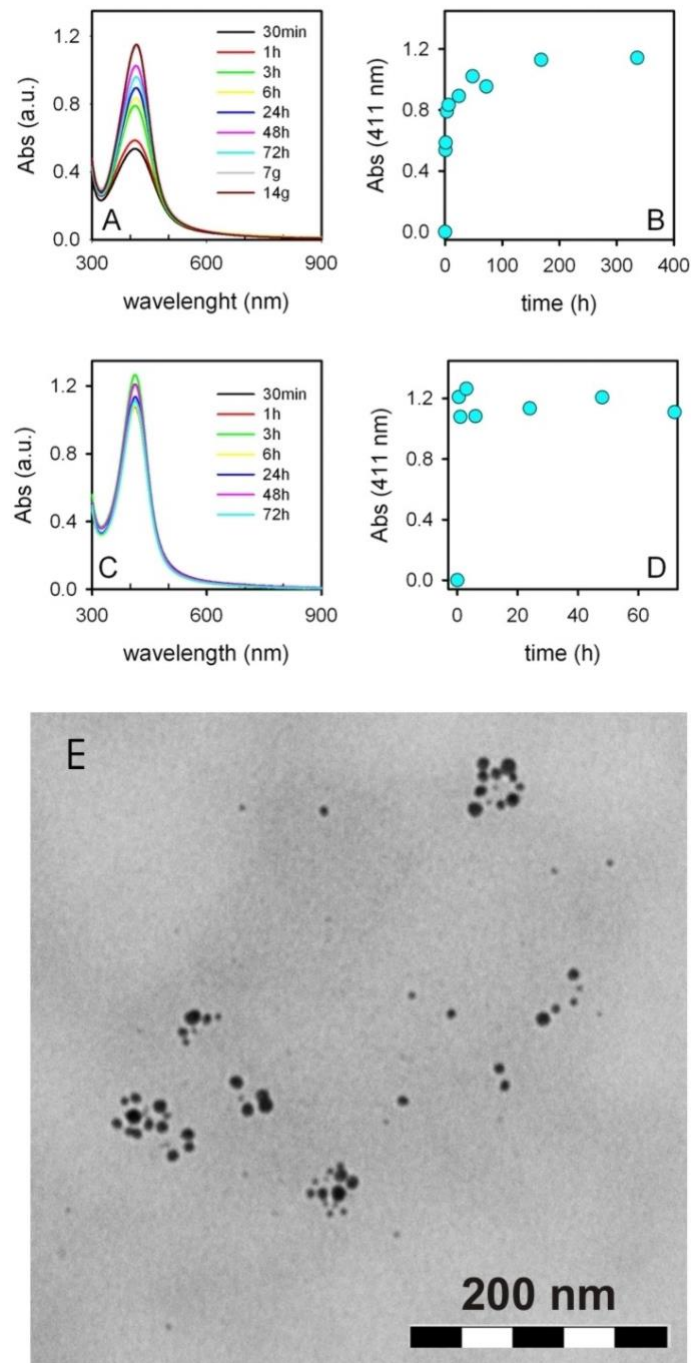 1.2
0.8
0.4
0.0
Abs (a.u.)
30min
1h
3h
6h
24h
48h
72h
7g
14g
A
300 600 900
wavelenght (nm)
1.2
0.8
0.4
0.0
Abs (411 nm)
B
0 100 200 300 400
time (h)
1.2
0.8
0.4
0.0
Abs (a.u.)
30min
1h
3h
6h
24h
48h
72h
C
300 600 900
wavelength (nm)
1.2
0.8
0.4
0.0
Abs (411 nm)
D
0 20 40 60
time (h)
E
200 nm